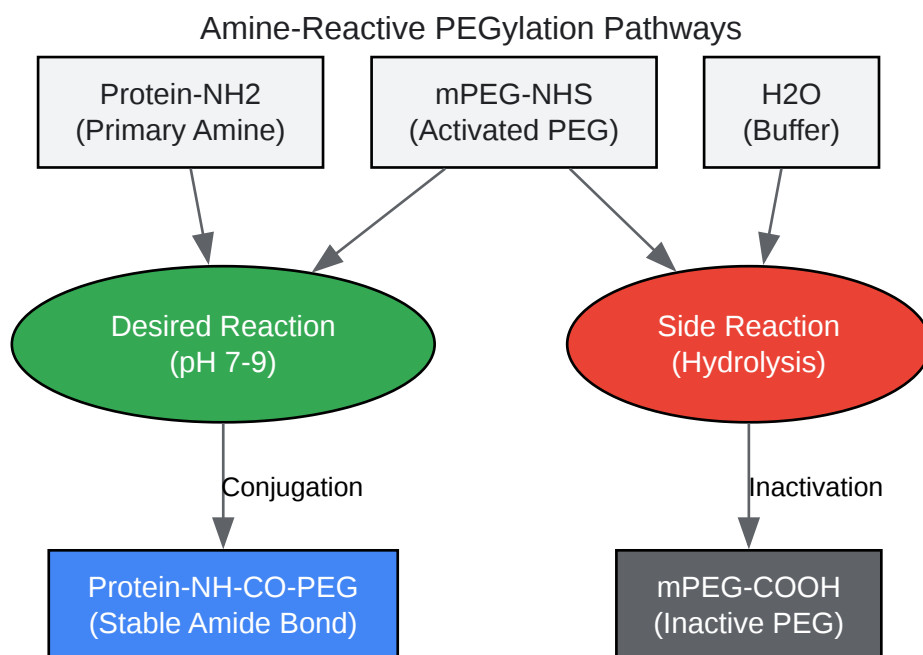 Amine-Reactive PEGylation Pathways
Protein-NH2
(Primary Amine)
mPEG-NHS
(Activated PEG)
H2O
(Buffer)
Desired Reaction
(pH 7-9)
Side Reaction
(Hydrolysis)
Conjugation
Inactivation
Protein-NH-CO-PEG
(Stable Amide Bond)
mPEG-COOH
(Inactive PEG)